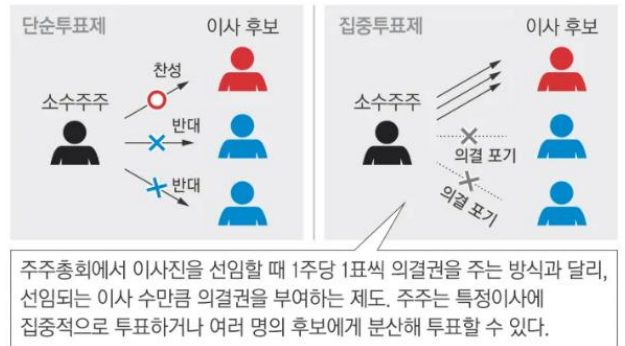 단순투표제
이사 후보
찬성
소수주주
반대
반대
집중투표제
이사 후보
소수주주
의결 포기
의결 포기
주주총회에서 이사진을 선임할 때 1주당 1표씩 의결권을 주는 방식과 달리,
선임되는 이사 수만큼 의결권을 부여하는 제도. 주주는 특정이사에
집중적으로 투표하거나 여러 명의 후보에게 분산해 투표할 수 있다.